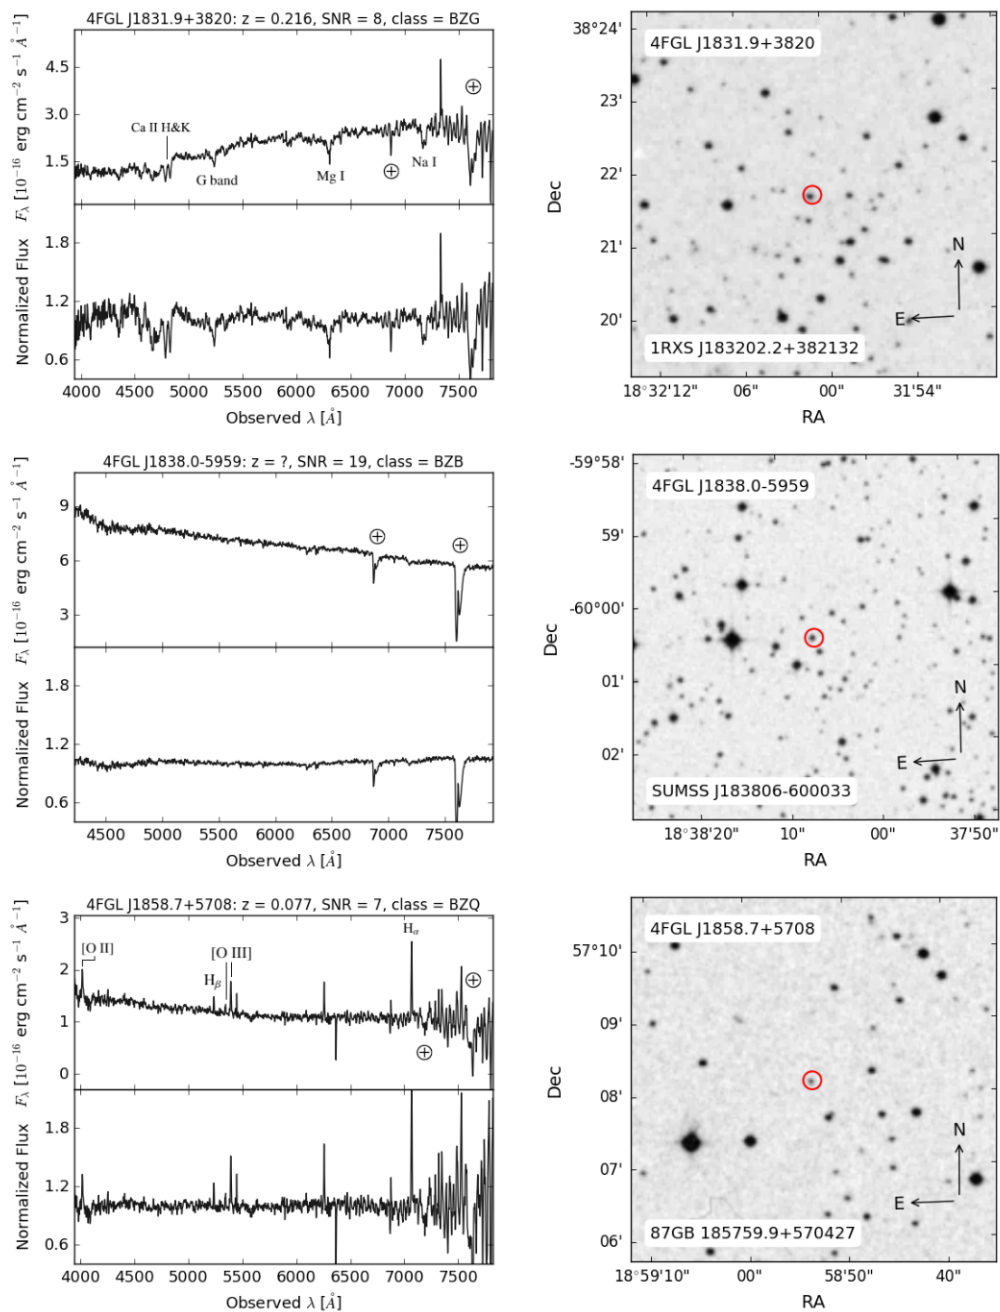 4FGL J1831.9+3820: z = 0.216, SNR = 8, class = BZG
F_λ [10⁻¹⁶ erg cm⁻² s⁻¹ Å⁻¹]
4.5
3.0
1.5
Ca II H&K
G band
Mg I
Na I
Normalized Flux
1.8
1.2
0.6
4000 4500 5000 5500 6000 6500 7000 7500
Observed λ [Å]
38°24'
23'
22'
21'
20'
Dec
4FGL J1831.9+3820
N
E
1RXS J183202.2+382132
18°32'12" 06" 00" 31'54"
RA
4FGL J1838.0-5959: z = ?, SNR = 19, class = BZB
F_λ [10⁻¹⁶ erg cm⁻² s⁻¹ Å⁻¹]
9
6
3
Normalized Flux
1.8
1.2
0.6
4500 5000 5500 6000 6500 7000 7500
Observed λ [Å]
-59°58'
59'
-60°00'
01'
02'
Dec
4FGL J1838.0-5959
N
E
SUMSS J183806-600033
18°38'20" 10" 00" 37'50"
RA
4FGL J1858.7+5708: z = 0.077, SNR = 7, class = BZQ
F_λ [10⁻¹⁶ erg cm⁻² s⁻¹ Å⁻¹]
3
2
1
0
[O II]
H_β
[O III]
H_α
Normalized Flux
1.8
1.2
0.6
4000 4500 5000 5500 6000 6500 7000 7500
Observed λ [Å]
57°10'
09'
08'
07'
06'
Dec
4FGL J1858.7+5708
N
E
87GB 185759.9+570427
18°59'10" 00" 58'50" 40"
RA